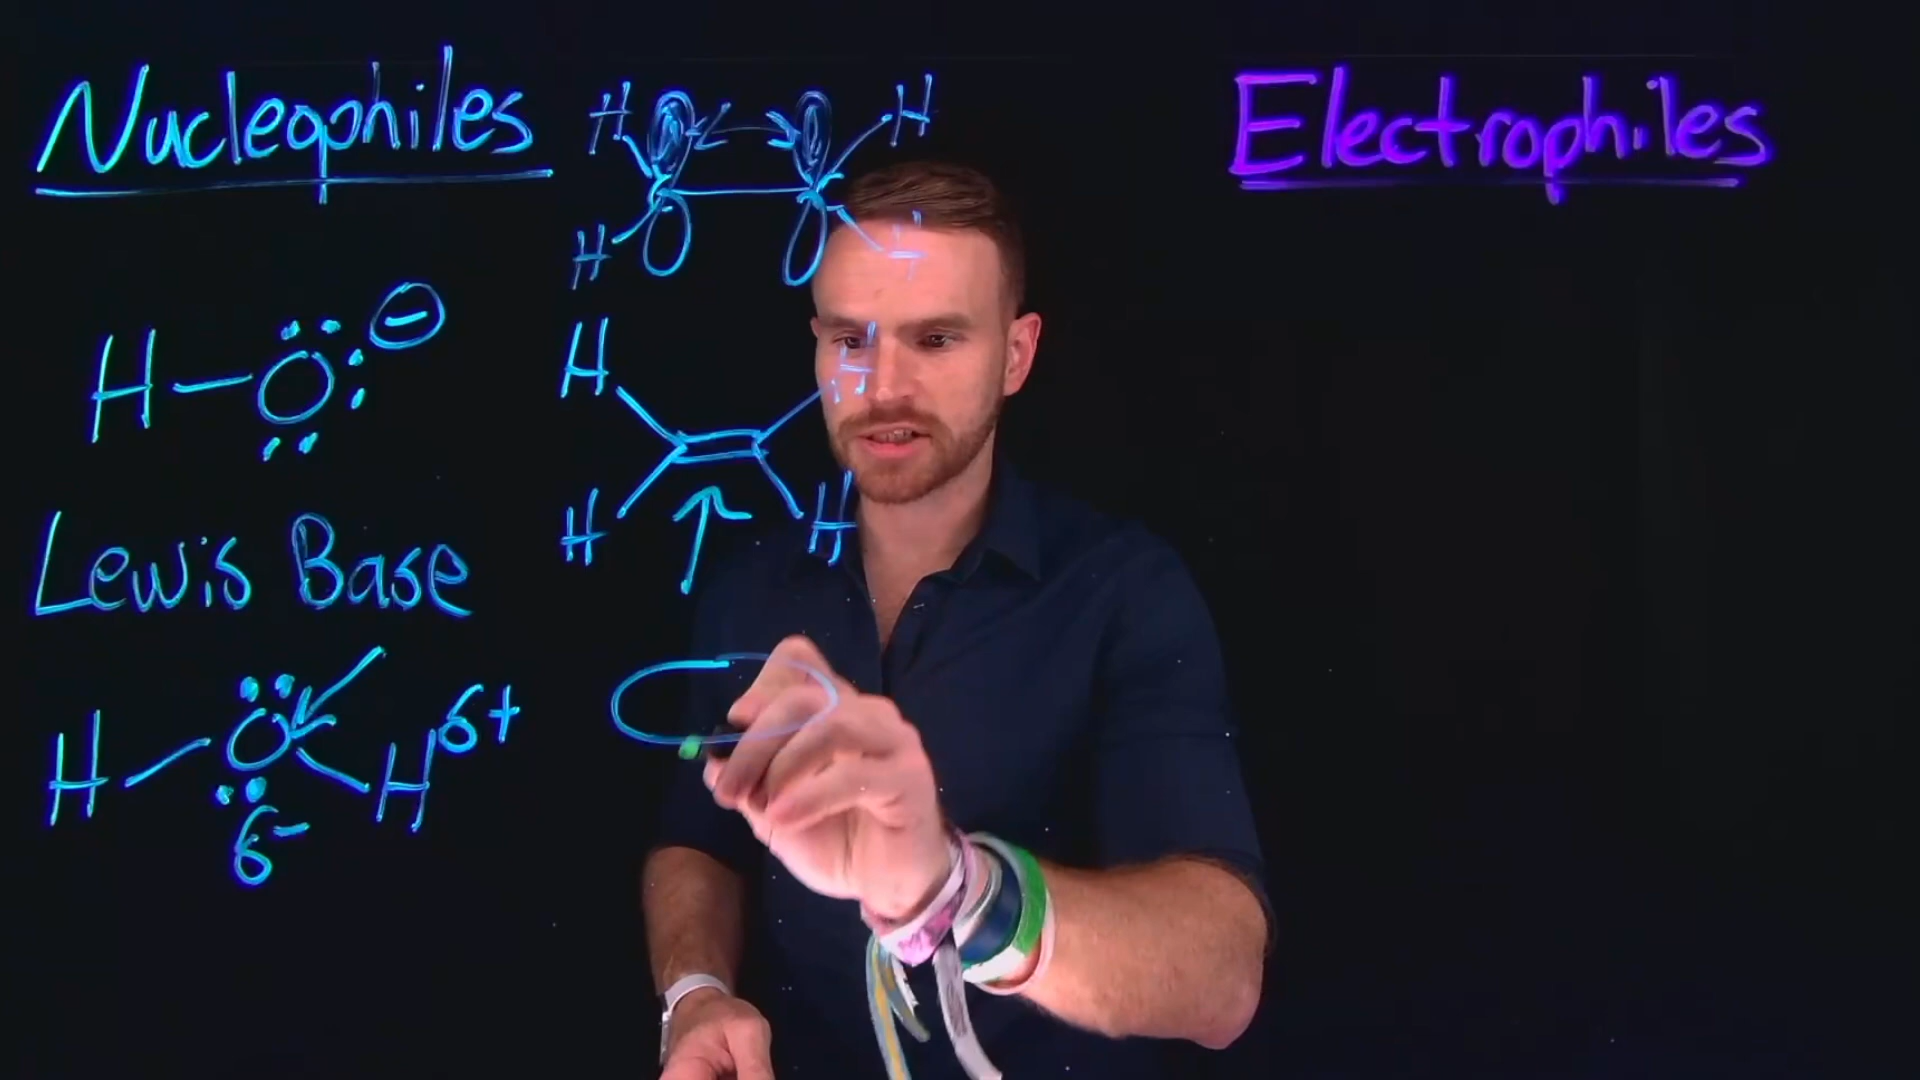 Nucleophiles
H H
H H
H—O ⊖
H H
H H
Lewis Base
H O H δ+
δ−
Electrophiles